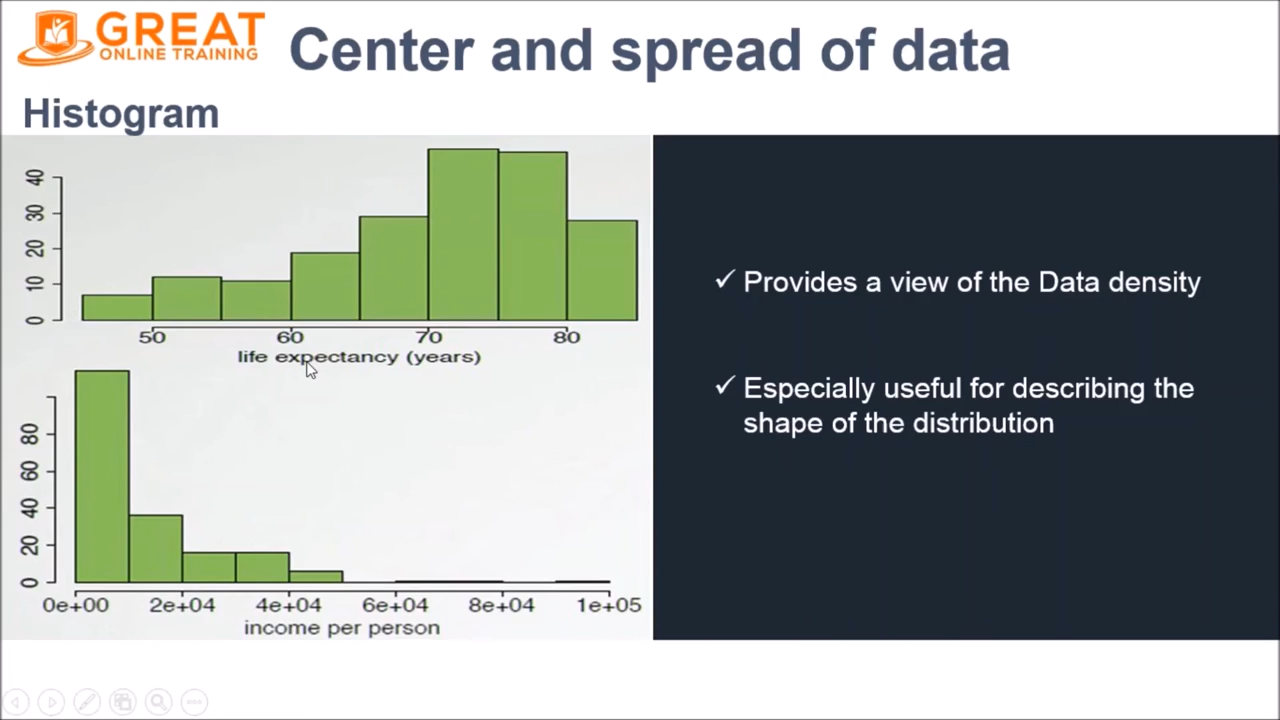 GREAT
ONLINE TRAINING
Center and spread of data
Histogram
40
30
20
10
0
50 60 70 80
life expectancy (years)
80
60
40
20
0
0e+00 2e+04 4e+04 6e+04 8e+04 1e+05
income per person
✓ Provides a view of the Data density
✓ Especially useful for describing the
shape of the distribution